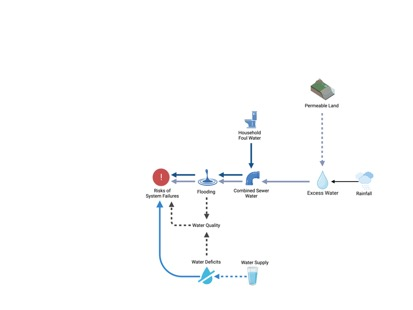 Permeable Land
Household
Foul Water
Risks of
System Failures
Flooding
Combined Sewer
Water
Excess Water
Rainfall
Water Quality
Water Deficits
Water Supply